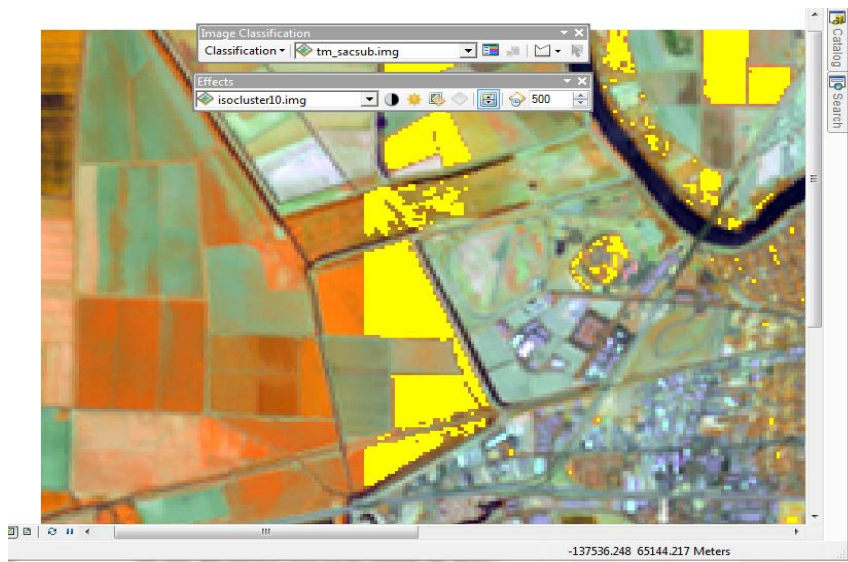 Image Classification
Classification
tm_sacsub.img
Effects
isocluster10.img
500
Catalog
Search
-137536.248 65144.217 Meters